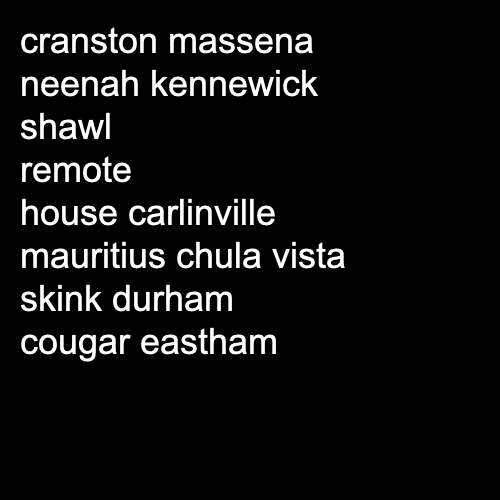 cranston massena
neenah kennewick
shawl
remote
house carlinville
mauritius chula vista
skink durham
cougar eastham